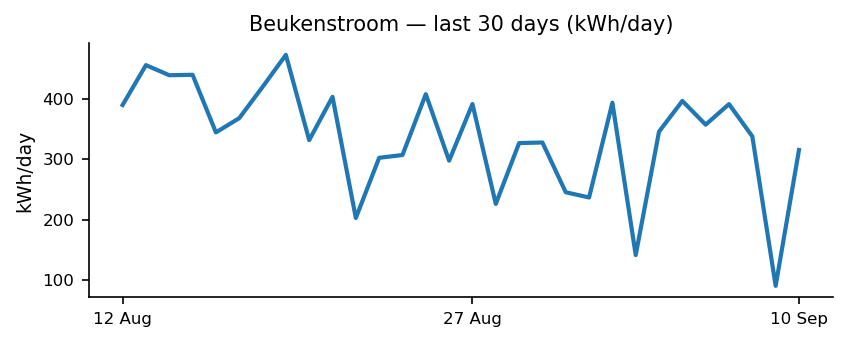 Beukenstroom — last 30 days (kWh/day)
kWh/day
400
300
200
100
12 Aug
27 Aug
10 Sep